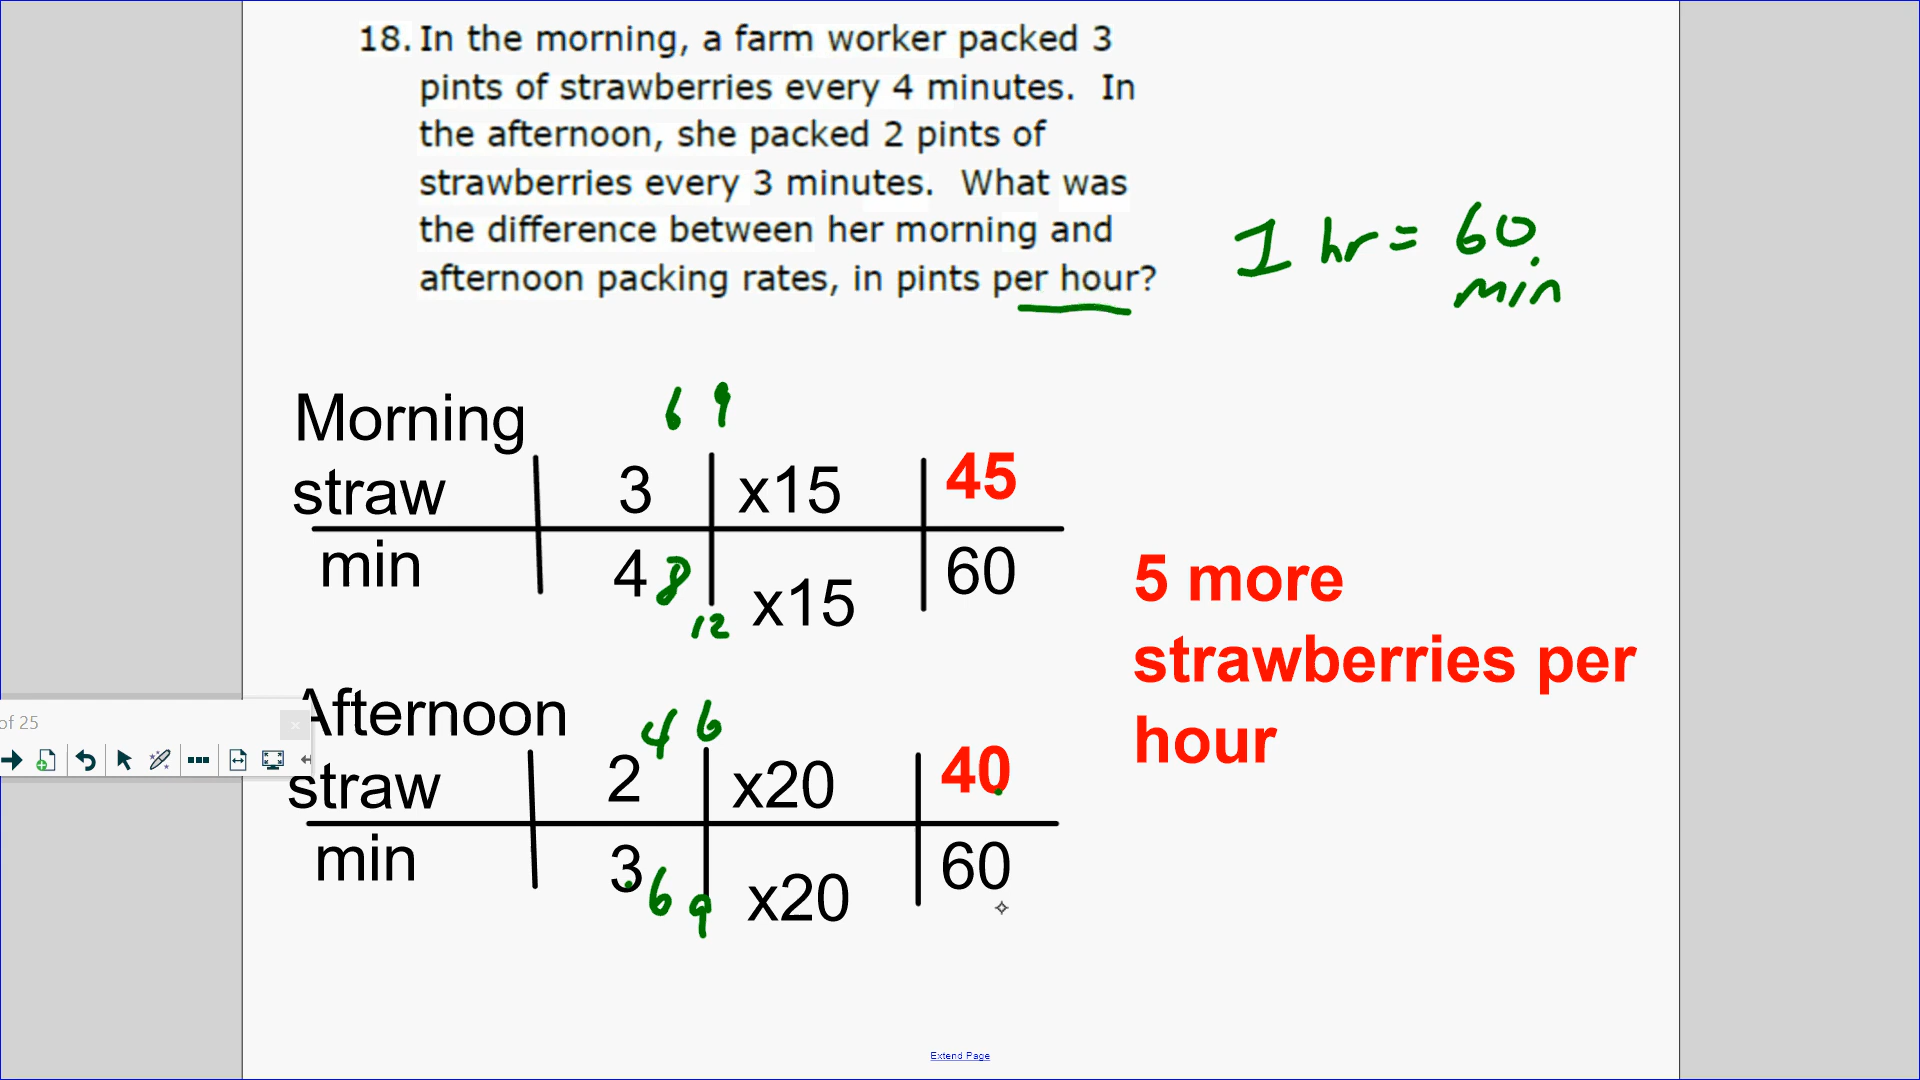 18. In the morning, a farm worker packed 3
pints of strawberries every 4 minutes. In
the afternoon, she packed 2 pints of
strawberries every 3 minutes. What was
the difference between her morning and
afternoon packing rates, in pints per hour?
1 hr = 60
min
Morning
6 9
straw 3 x15 45
min 4 8 12 x15 60
5 more
strawberries per
hour
Afternoon
4 6
straw 2 x20 40
min 3 6 9 x20 60
of 25
Extend Page